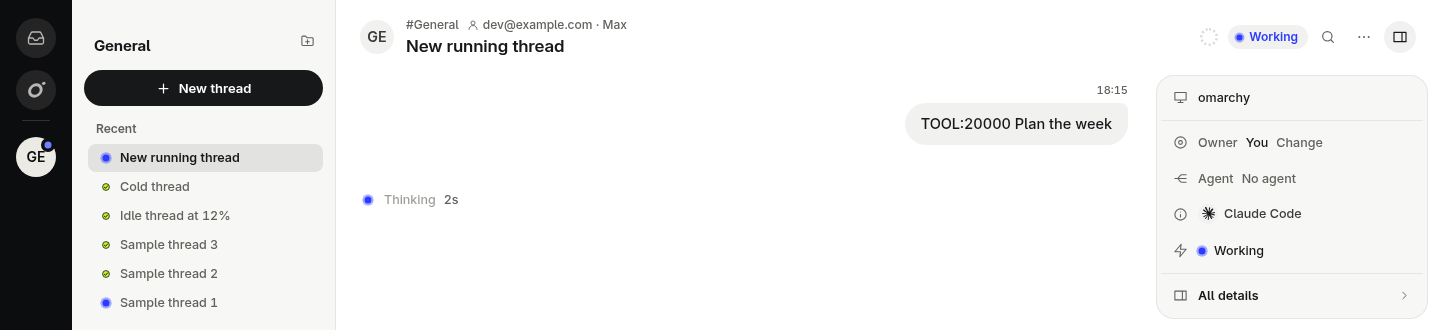 GE
General
New thread
Recent
New running thread
Cold thread
Idle thread at 12%
Sample thread 3
Sample thread 2
Sample thread 1
GE
#General dev@example.com · Max
New running thread
Working
18:15
TOOL:20000 Plan the week
Thinking 2s
omarchy
Owner You Change
Agent No agent
Claude Code
Working
All details